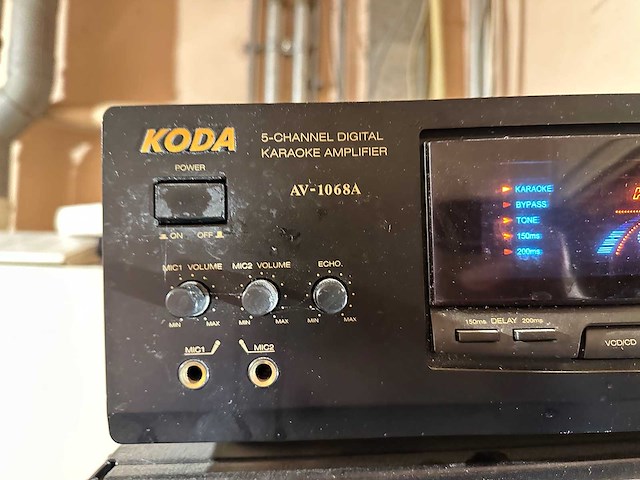 KODA
5-CHANNEL DIGITAL
KARAOKE AMPLIFIER
POWER
AV-1068A
ON OFF
KARAOKE
BYPASS
TONE
150ms
200ms
MIC1 VOLUME MIC2 VOLUME ECHO.
MIN MAX MIN MAX MIN MAX
150ms. DELAY 200ms.
VCD/CD
MIC1 MIC2